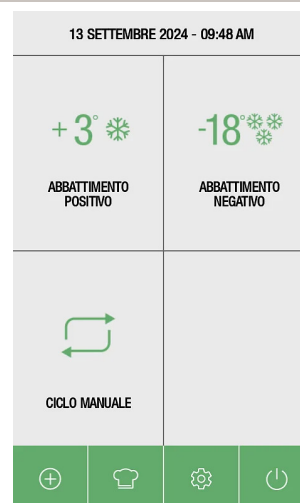 13 SETTEMBRE 2024 - 09:48 AM
+3°
-18°
ABBATTIMENTO
POSITIVO
ABBATTIMENTO
NEGATIVO
CICLO MANUALE